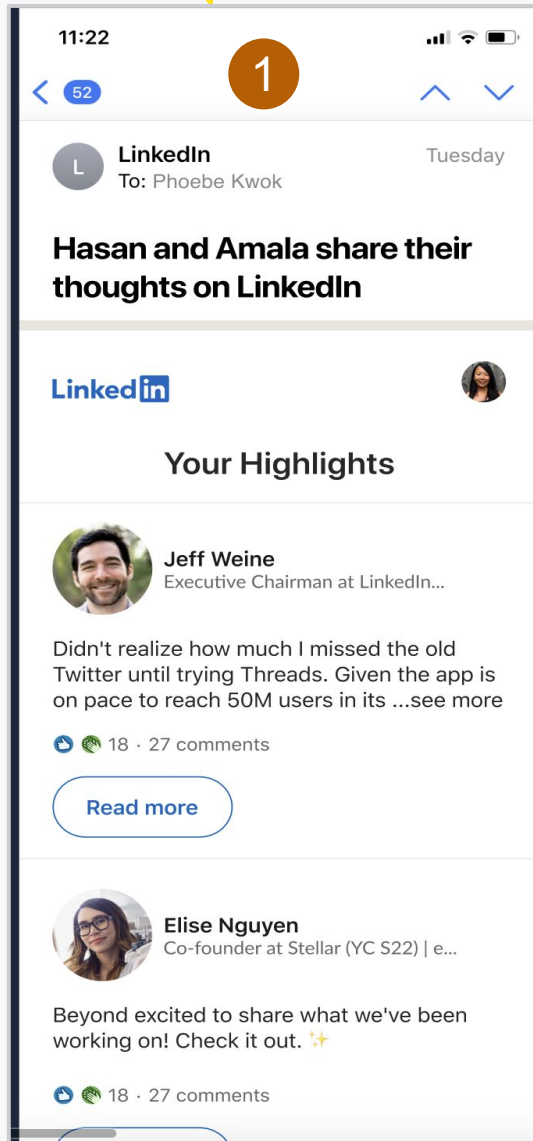 11:22
1
52
L
LinkedIn
Tuesday
To: Phoebe Kwok
Hasan and Amala share their
thoughts on LinkedIn
Linked in
Your Highlights
Jeff Weine
Executive Chairman at LinkedIn...
Didn't realize how much I missed the old
Twitter until trying Threads. Given the app is
on pace to reach 50M users in its ...see more
18 · 27 comments
Read more
Elise Nguyen
Co-founder at Stellar (YC S22) | e...
Beyond excited to share what we've been
working on! Check it out. ✨
18 · 27 comments